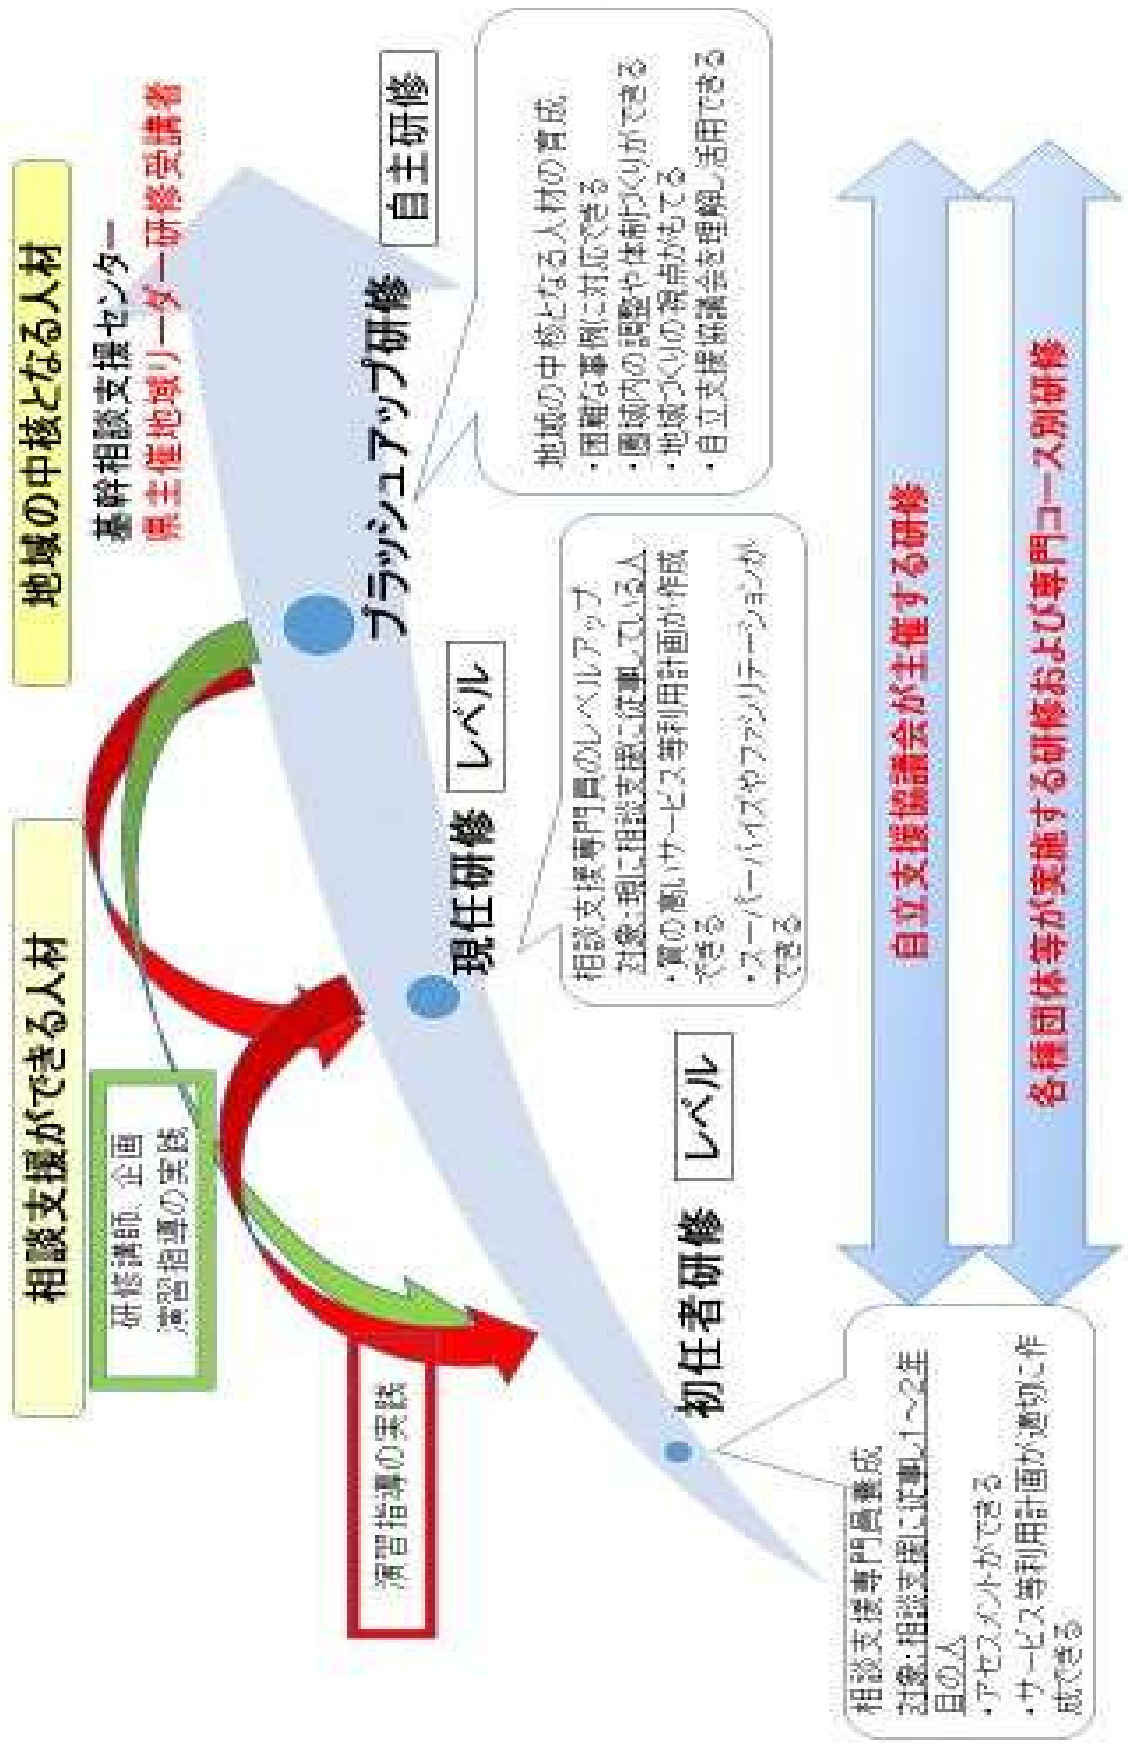 相談支援ができる人材
地域の中核となる人材
基幹相談支援センター
県主催地域リーダー研修受講者
研修講師、企画
演習指導の実践
演習指導の実践
自主研修
ブラッシュアップ研修
現任研修
レベル
初任者研修
レベル
地域の中核となる人材の育成
・困難な事例に対応できる
・圏域内の調整や体制づくりができる
・地域づくりの視点がもてる
・自立支援協議会を理解し活用できる
相談支援専門員のレベルアップ
対象:現に相談支援に従事している人
・質の高いサービス等利用計画が作成
できる
・スーパーバイズやファシリテーションが
できる
相談支援専門員養成
対象:相談支援に従事し1～2年
目の人
・アセスメントができる
・サービス等利用計画が適切に作
成できる
自立支援協議会が主催する研修
各種団体等が実施する研修および専門コース別研修